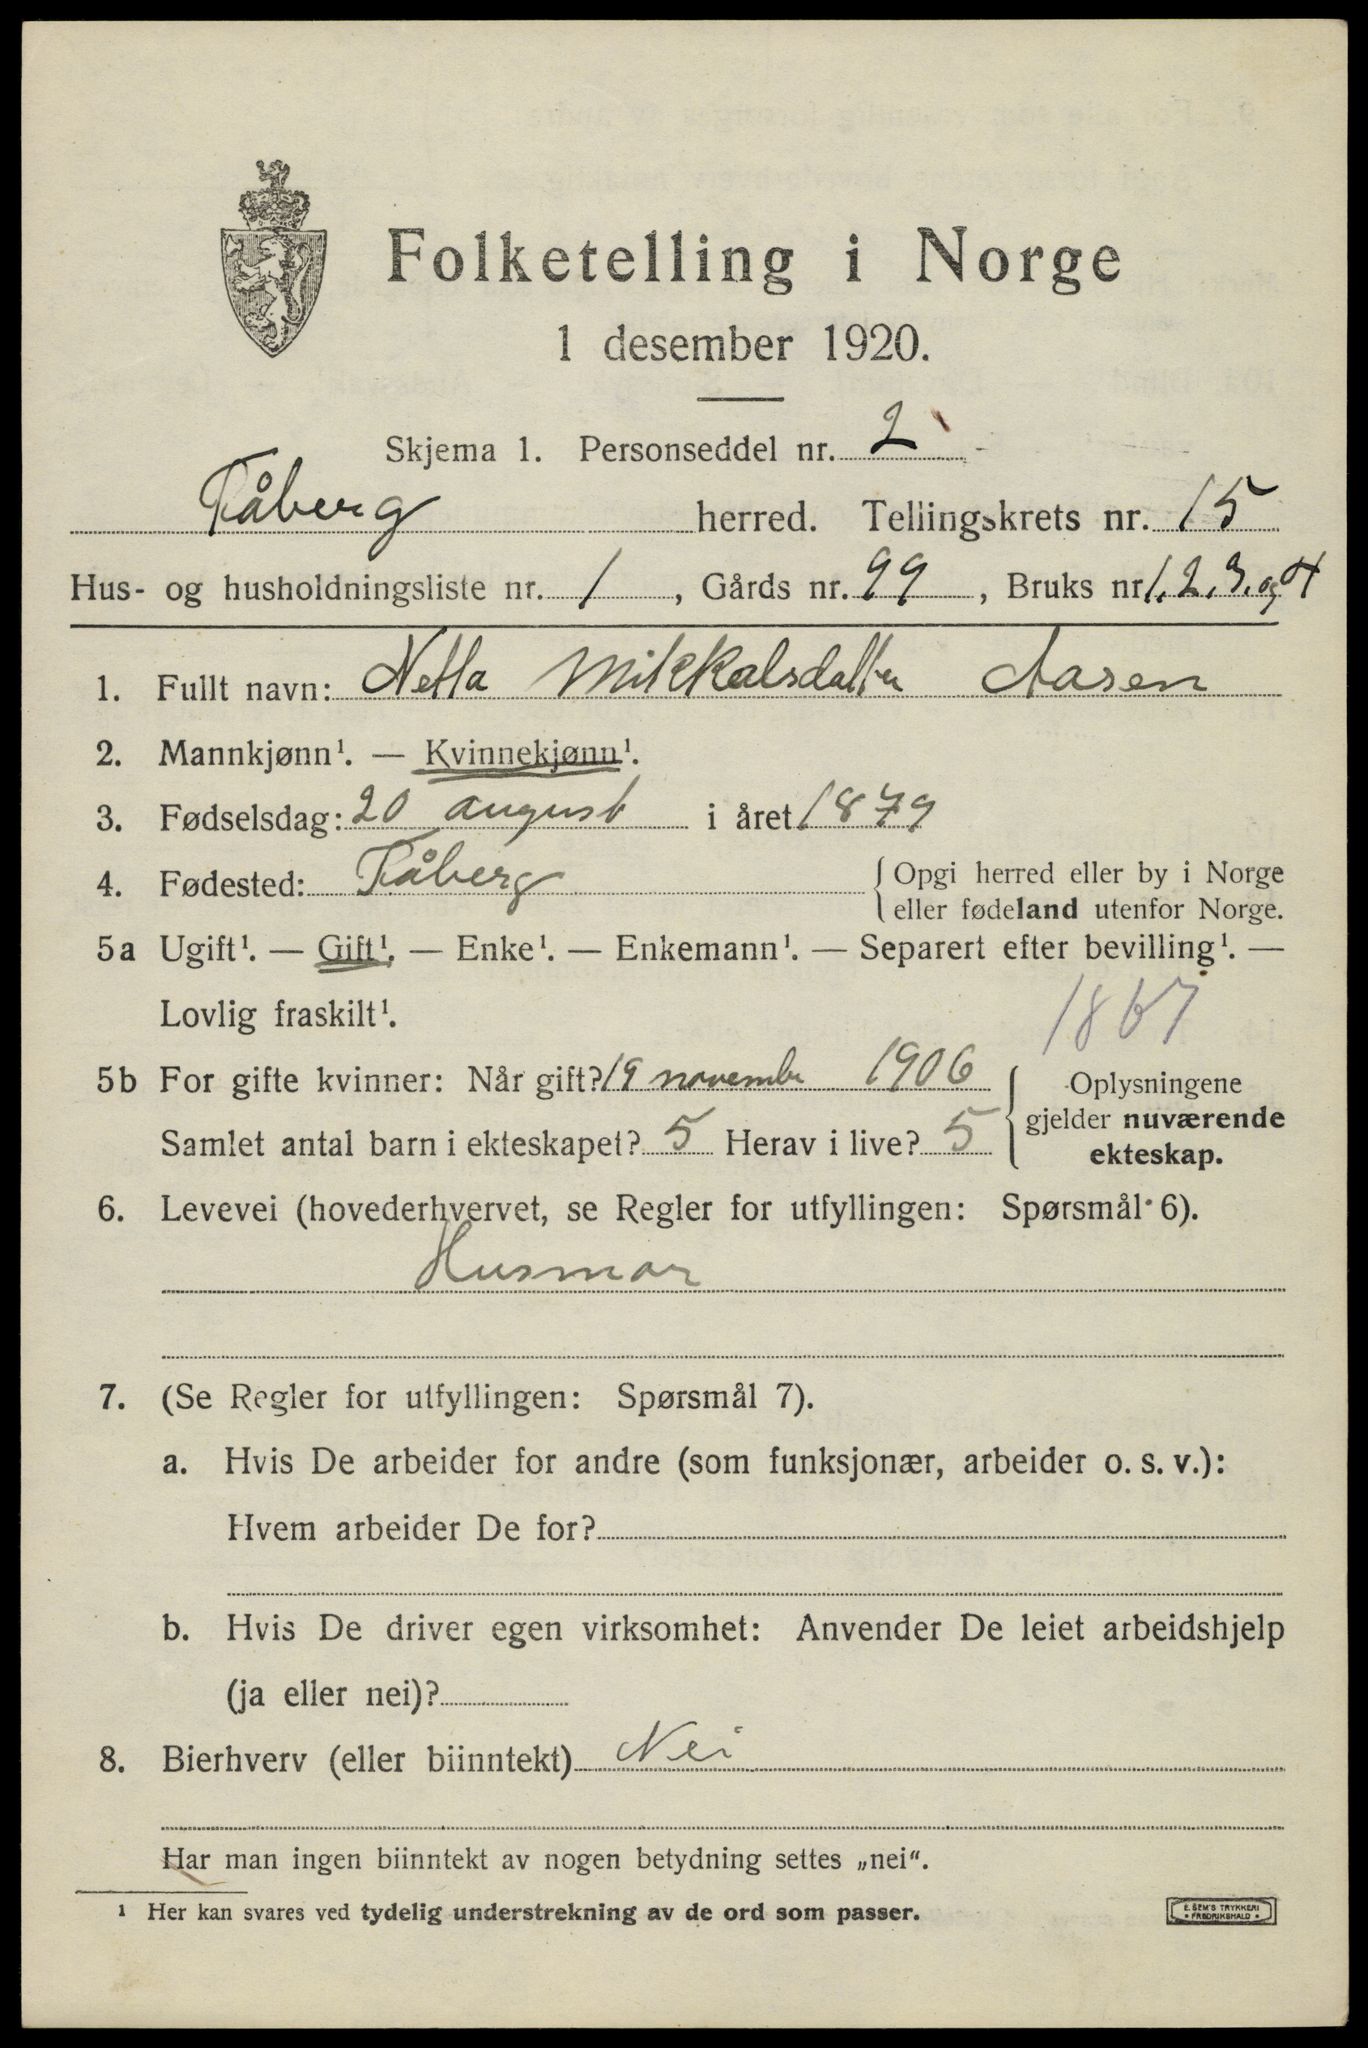 Folketelling i Norge
1 desember 1920.
Skjema 1. Personseddel nr. 2
Fåberg herred. Tellingskrets nr. 15
Hus- og husholdningsliste nr. 1, Gårds nr. 99, Bruks nr. 1, 2, 3, og 4
1. Fullt navn: Netta Mikkalsdatter Aasen
2. Mannkjønn¹. — Kvinnekjønn¹.
3. Fødselsdag: 20 august i året 1879
4. Fødested: Fåberg { Opgi herred eller by i Norge
eller fødeland utenfor Norge.
5a Ugift¹. — Gift¹. — Enke¹. — Enkemann¹. — Separert efter bevilling¹. —
Lovlig fraskilt¹. 1867
5b For gifte kvinner: Når gift? 19 november 1906
Samlet antal barn i ekteskapet? 5 Herav i live? 5
Oplysningene
gjelder nuværende
ekteskap.
6. Levevei (hovederhvervet, se Regler for utfyllingen: Spørsmål 6).
Husmor
7. (Se Regler for utfyllingen: Spørsmål 7).
a. Hvis De arbeider for andre (som funksjonær, arbeider o. s. v.):
Hvem arbeider De for?
b. Hvis De driver egen virksomhet: Anvender De leiet arbeidshjelp
(ja eller nei)?
8. Bierhverv (eller biinntekt) Nei
Har man ingen biinntekt av nogen betydning settes „nei“.
¹ Her kan svares ved tydelig understrekning av de ord som passer.
E. SEM'S TRYKKERI
• FREDRIKSHALD •